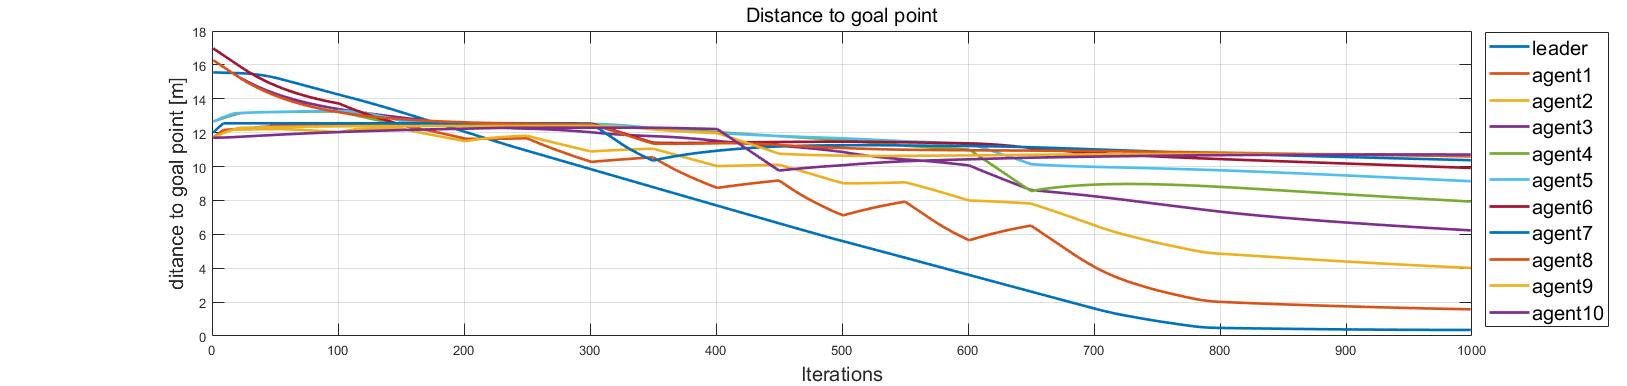 Distance to goal point
ditance to goal point [m]
18
16
14
12
10
8
6
4
2
0
0 100 200 300 400 500 600 700 800 900 1000
Iterations
leader
agent1
agent2
agent3
agent4
agent5
agent6
agent7
agent8
agent9
agent10